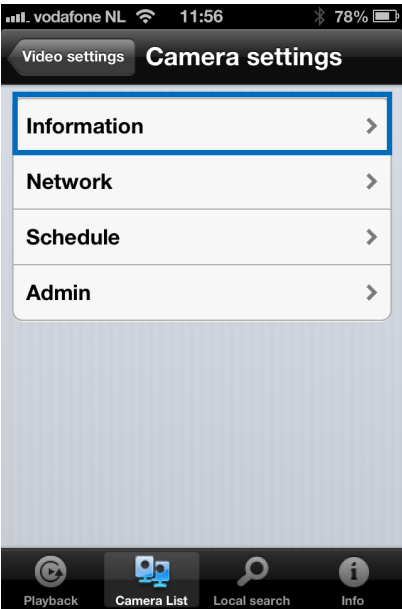 vodafone NL 11:56 78%
Video settings Camera settings
Information
Network
Schedule
Admin
Playback Camera List Local search Info